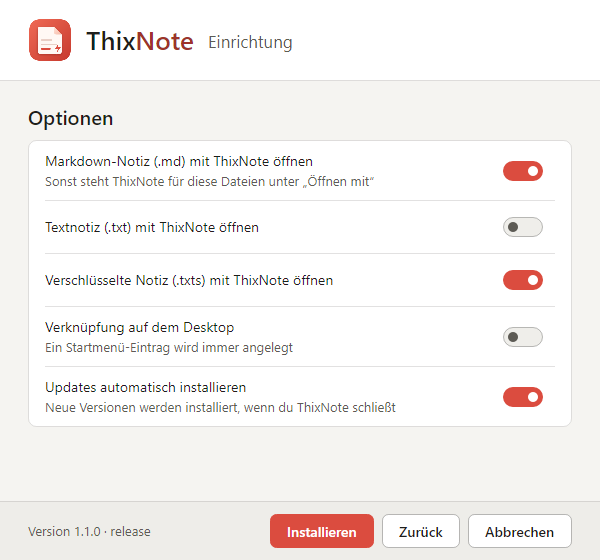 ThixNote Einrichtung
Optionen
Markdown-Notiz (.md) mit ThixNote öffnen
Sonst steht ThixNote für diese Dateien unter „Öffnen mit“
Textnotiz (.txt) mit ThixNote öffnen
Verschlüsselte Notiz (.txts) mit ThixNote öffnen
Verknüpfung auf dem Desktop
Ein Startmenü-Eintrag wird immer angelegt
Updates automatisch installieren
Neue Versionen werden installiert, wenn du ThixNote schließt
Version 1.1.0 · release Installieren Zurück Abbrechen